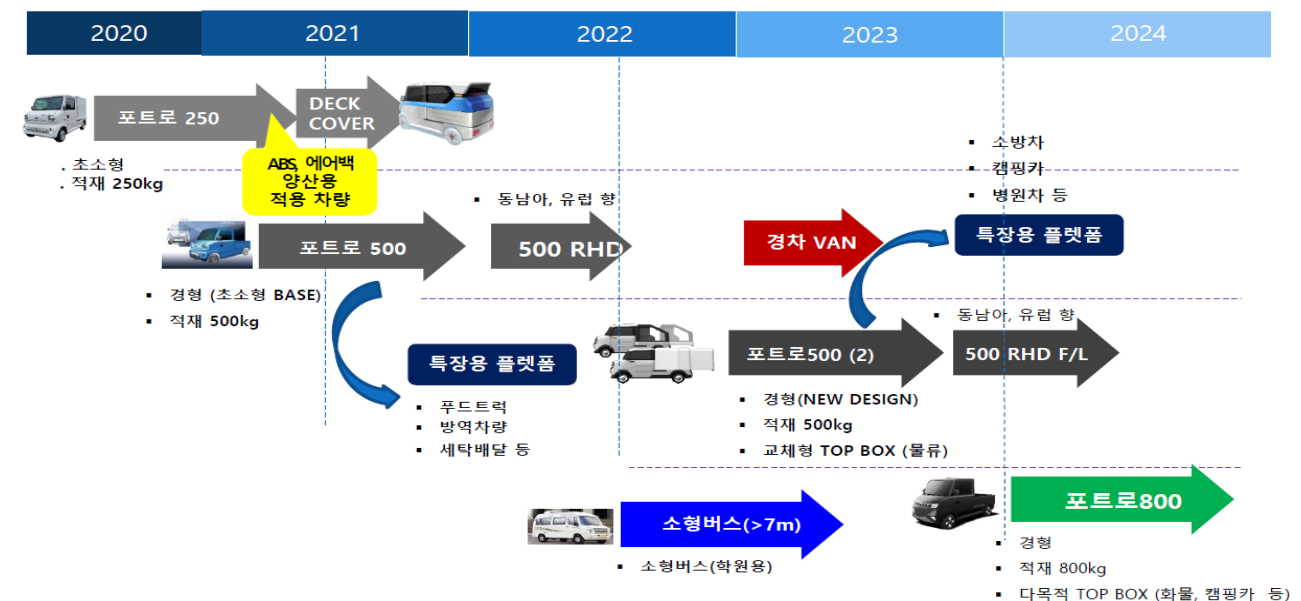 2020
2021
2022
2023
2024
포트로 250
DECK
COVER
. 초소형
. 적재 250kg
ABS, 에어백
양산용
적용 차량
▪ 소방차
▪ 캠핑카
▪ 병원차 등
▪ 동남아, 유럽 향
포트로 500
500 RHD
경차 VAN
특장용 플렛폼
▪ 경형 (초소형 BASE)
▪ 적재 500kg
▪ 동남아, 유럽 향
특장용 플렛폼
포트로500 (2)
500 RHD F/L
▪ 푸드트럭
▪ 방역차량
▪ 세탁배달 등
▪ 경형(NEW DESIGN)
▪ 적재 500kg
▪ 교체형 TOP BOX (물류)
소형버스(>7m)
포트로800
▪ 소형버스(학원용)
▪ 경형
▪ 적재 800kg
▪ 다목적 TOP BOX (화물, 캠핑카 등)